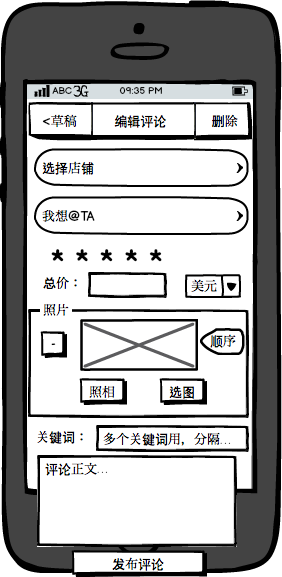 ABC 3G 09:35 PM
<草稿 编辑评论 删除
选择店铺 >
我想@TA >
★ ★ ★ ★ ★
总价： 美元
照片
- 顺序
照相 选图
关键词： 多个关键词用，分隔...
评论正文...
发布评论